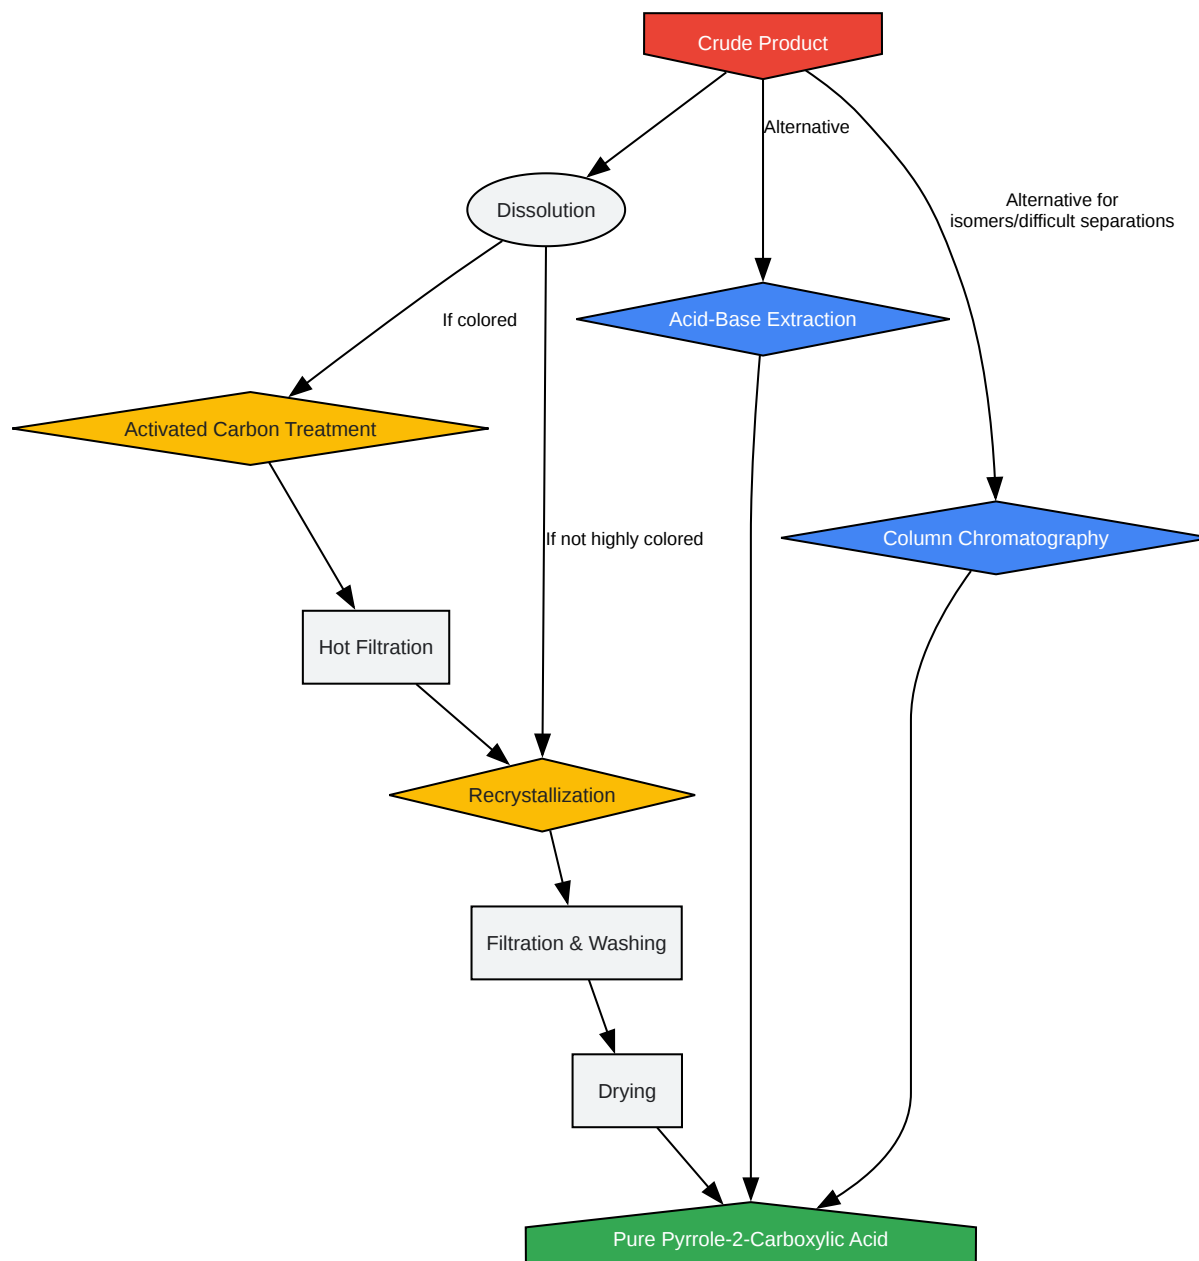 Crude Product
Alternative
Alternative for
isomers/difficult separations
Dissolution
If colored
Acid-Base Extraction
Activated Carbon Treatment
If not highly colored
Column Chromatography
Hot Filtration
Recrystallization
Filtration & Washing
Drying
Pure Pyrrole-2-Carboxylic Acid